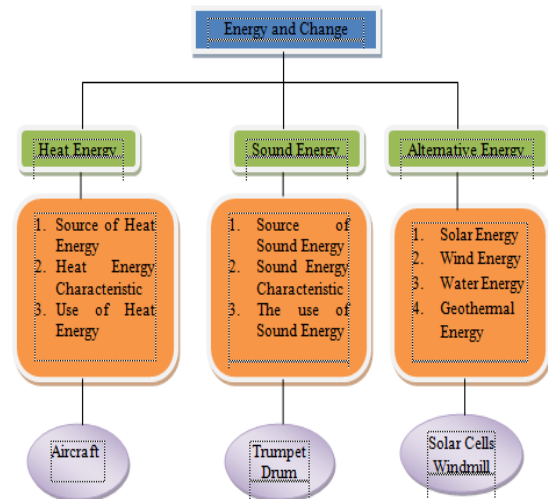 Energy and Change
Heat Energy
Sound Energy
Alternative Energy
1. Source of Heat
Energy
2. Heat Energy
Characteristic
3. Use of Heat
Energy
1. Source of
Sound Energy
2. Sound Energy
Characteristic
3. The use of
Sound Energy
1. Solar Energy
2. Wind Energy
3. Water Energy
4. Geothermal
Energy
Aircraft
Trumpet
Drum
Solar Cells
Windmill